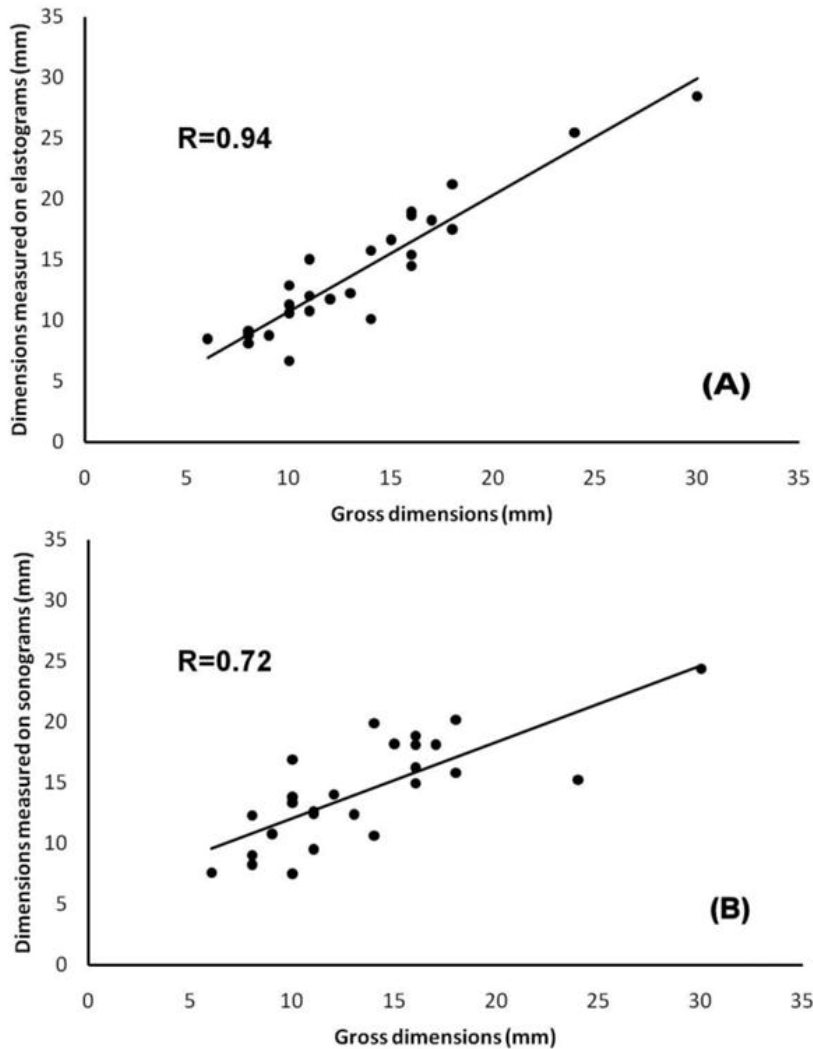 Dimensions measured on elastograms (mm)
35
30
25
20
15
10
5
0
R=0.94
(A)
0 5 10 15 20 25 30 35
Gross dimensions (mm)
Dimensions measured on sonograms (mm)
35
30
25
20
15
10
5
0
R=0.72
(B)
0 5 10 15 20 25 30 35
Gross dimensions (mm)